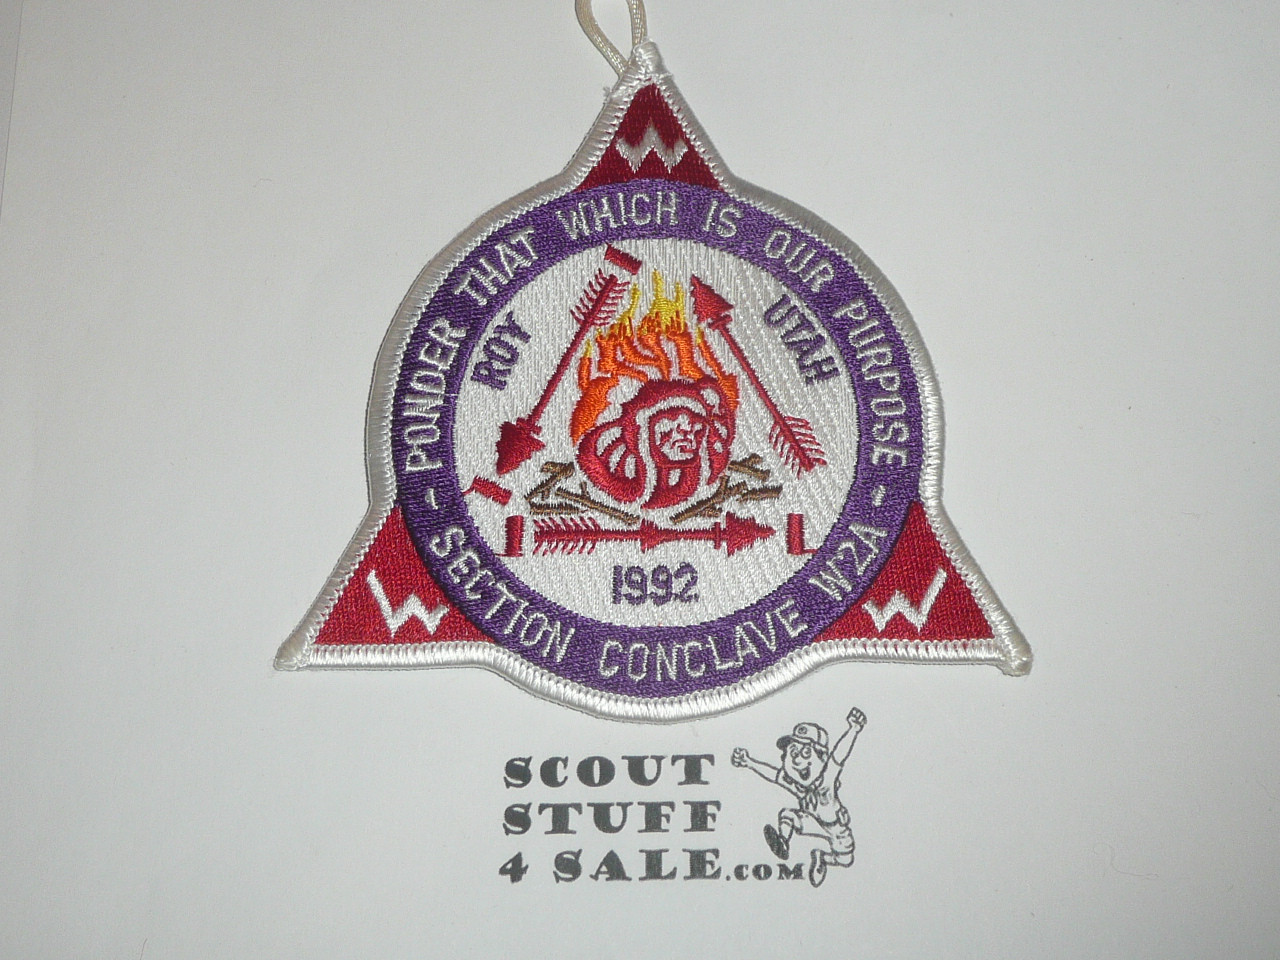 W
PONDER THAT WHICH IS OUR PURPOSE
ROY
UTAH
1992
W
W
- SECTION CONCLAVE W2A -
SCOUT
STUFF
4 SALE.COM